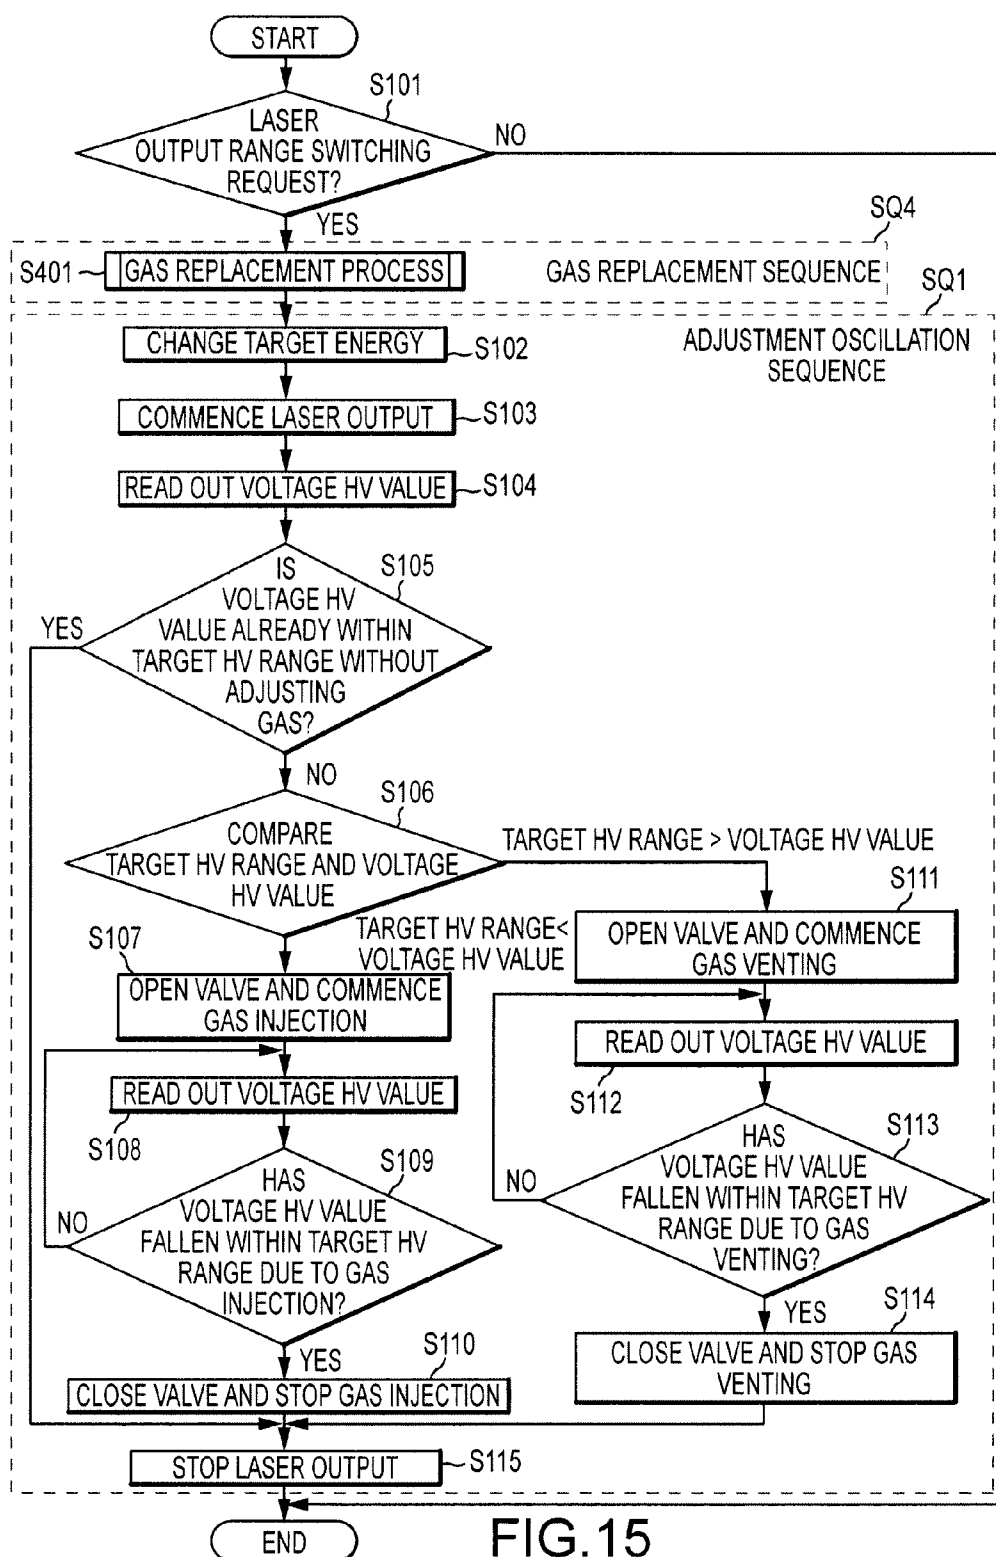 START
S101
LASER
OUTPUT RANGE SWITCHING
REQUEST?
NO
YES
SQ4
S401
GAS REPLACEMENT PROCESS
GAS REPLACEMENT SEQUENCE
SQ1
CHANGE TARGET ENERGY
S102
ADJUSTMENT OSCILLATION
SEQUENCE
COMMENCE LASER OUTPUT
S103
READ OUT VOLTAGE HV VALUE
S104
S105
IS
VOLTAGE HV
VALUE ALREADY WITHIN
TARGET HV RANGE WITHOUT
ADJUSTING
GAS?
YES
NO
S106
COMPARE
TARGET HV RANGE AND VOLTAGE
HV VALUE
TARGET HV RANGE > VOLTAGE HV VALUE
S111
TARGET HV RANGE<
VOLTAGE HV VALUE
OPEN VALVE AND COMMENCE
GAS VENTING
S107
OPEN VALVE AND COMMENCE
GAS INJECTION
READ OUT VOLTAGE HV VALUE
S112
READ OUT VOLTAGE HV VALUE
S108
S113
HAS
VOLTAGE HV VALUE
FALLEN WITHIN TARGET HV
RANGE DUE TO GAS
VENTING?
NO
S109
HAS
VOLTAGE HV VALUE
FALLEN WITHIN TARGET HV
RANGE DUE TO GAS
INJECTION?
NO
YES
S114
CLOSE VALVE AND STOP GAS
VENTING
YES
S110
CLOSE VALVE AND STOP GAS INJECTION
STOP LASER OUTPUT
S115
END
FIG.15